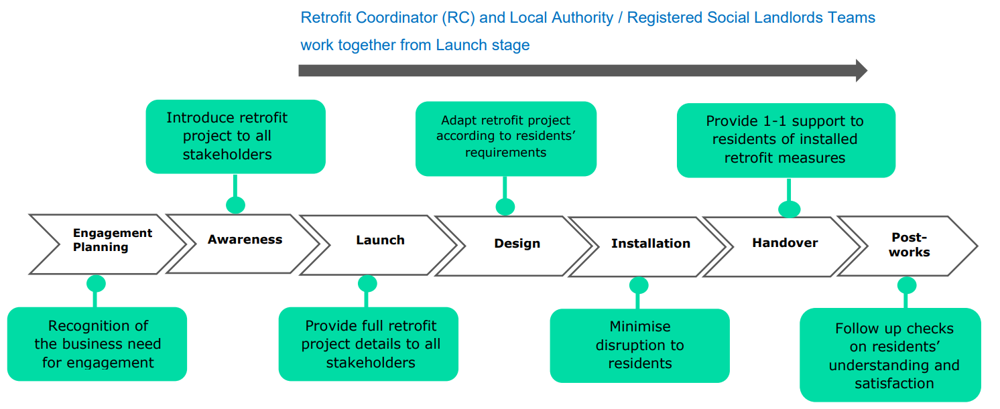 Retrofit Coordinator (RC) and Local Authority / Registered Social Landlords Teams
work together from Launch stage
Introduce retrofit
project to all
stakeholders
Adapt retrofit project
according to residents’
requirements
Provide 1-1 support to
residents of installed
retrofit measures
Engagement
Planning
Awareness
Launch
Design
Installation
Handover
Post-
works
Recognition of
the business need
for engagement
Provide full retrofit
project details to all
stakeholders
Minimise
disruption to
residents
Follow up checks
on residents’
understanding and
satisfaction